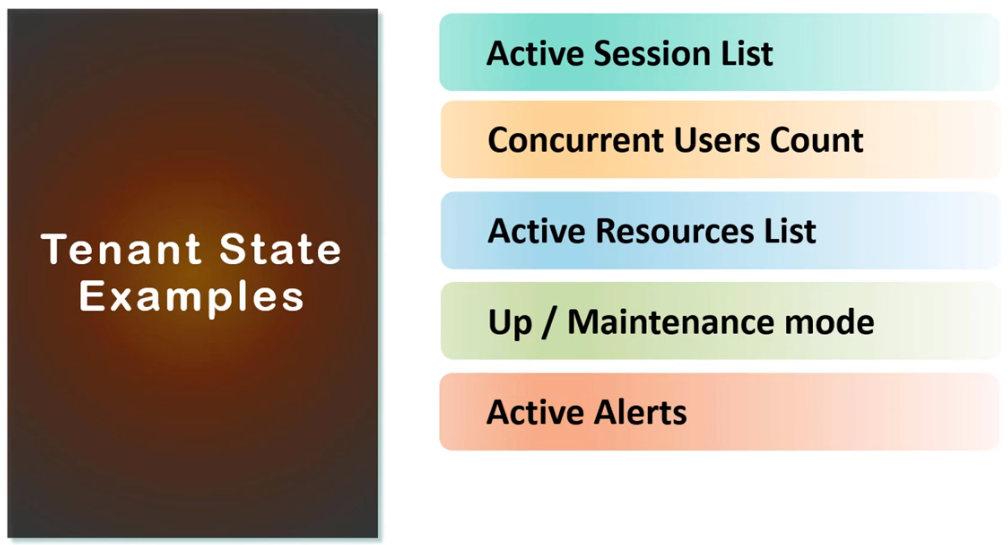 Tenant State
Examples
Active Session List
Concurrent Users Count
Active Resources List
Up / Maintenance mode
Active Alerts